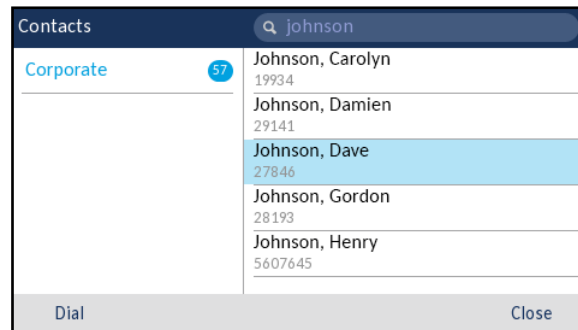 Contacts
johnson
Corporate
57
Johnson, Carolyn
19934
Johnson, Damien
29141
Johnson, Dave
27846
Johnson, Gordon
28193
Johnson, Henry
5607645
Dial
Close